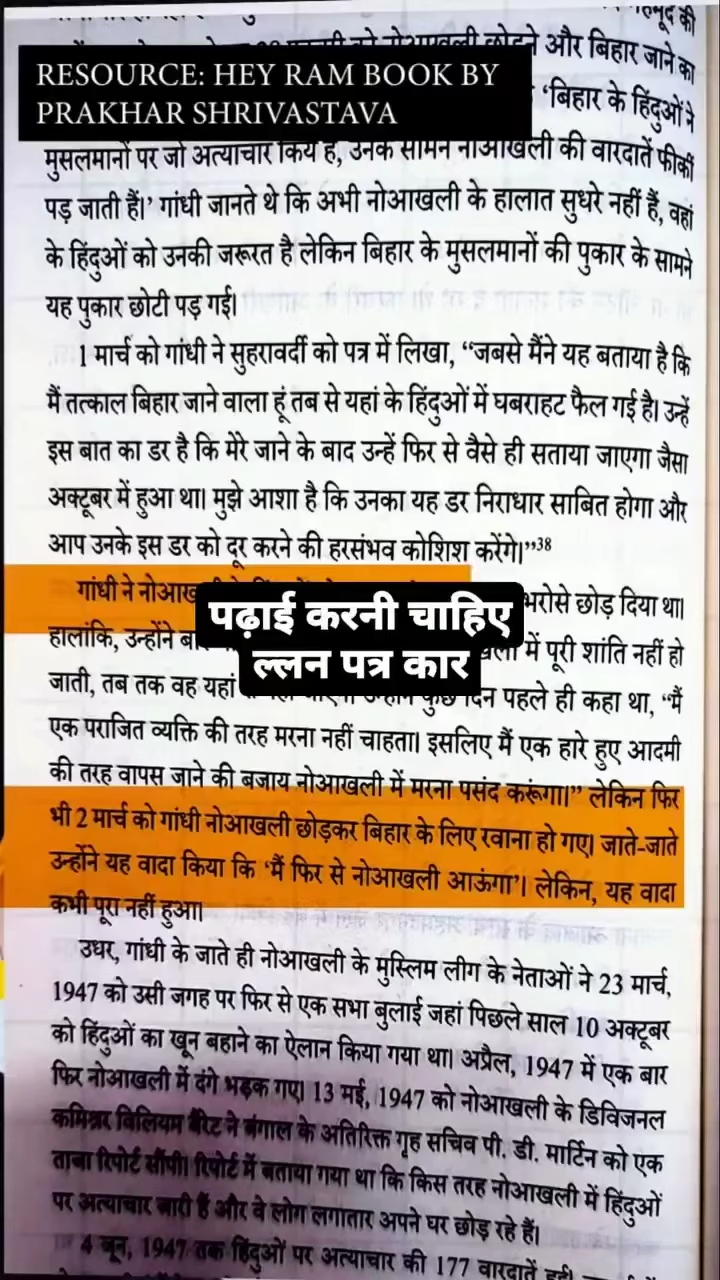 RESOURCE: HEY RAM BOOK BY
PRAKHAR SHRIVASTAVA
को नोआखली छोड़ने और बिहार जाने का
'बिहार के हिंदुओं ने
मुसलमानों पर जो अत्याचार किये हैं, उनके सामने नोआखली की वारदातें फीकी
पड़ जाती हैं।' गांधी जानते थे कि अभी नोआखली के हालात सुधरे नहीं हैं, वहां
के हिंदुओं को उनकी जरूरत है लेकिन बिहार के मुसलमानों की पुकार के सामने
यह पुकार छोटी पड़ गई।
1 मार्च को गांधी ने सुहरावर्दी को पत्र में लिखा, “जबसे मैंने यह बताया है कि
मैं तत्काल बिहार जाने वाला हूं तब से यहां के हिंदुओं में घबराहट फैल गई है। उन्हें
इस बात का डर है कि मेरे जाने के बाद उन्हें फिर से वैसे ही सताया जाएगा जैसा
अक्टूबर में हुआ था। मुझे आशा है कि उनका यह डर निराधार साबित होगा और
आप उनके इस डर को दूर करने की हरसंभव कोशिश करेंगे।”38
गांधी ने भरोसे छोड़ दिया था।
पढ़ाई करनी चाहिए
हालांकि, उन्होंने में पूरी शांति नहीं हो
ल्लन पत्र कार
जाती, तब तक वह यहां कुछ दिन पहले ही कहा था, “मैं
एक पराजित व्यक्ति की तरह मरना नहीं चाहता। इसलिए मैं एक हारे हुए आदमी
की तरह वापस जाने की बजाय नोआखली में मरना पसंद करूंगा।” लेकिन फिर
भी 2 मार्च को गांधी नोआखली छोड़कर बिहार के लिए रवाना हो गए। जाते-जाते
उन्होंने यह वादा किया कि 'मैं फिर से नोआखली आऊंगा'। लेकिन, यह वादा
कभी पूरा नहीं हुआ।
उधर, गांधी के जाते ही नोआखली के मुस्लिम लीग के नेताओं ने 23 मार्च,
1947 को उसी जगह पर फिर से एक सभा बुलाई जहां पिछले साल 10 अक्टूबर
को हिंदुओं का खून बहाने का ऐलान किया गया था। अप्रैल, 1947 में एक बार
फिर नोआखली में दंगे भड़क गए। 13 मई, 1947 को नोआखली के डिविजनल
कमिश्नर विलियम बैरेट ने बंगाल के अतिरिक्त गृह सचिव पी. डी. मार्टिन को एक
ताजा रिपोर्ट सौंपी। रिपोर्ट में बताया गया था कि किस तरह नोआखली में हिंदुओं
पर अत्याचार जारी हैं और वे लोग लगातार अपने घर छोड़ रहे हैं।
4 जून, 1947 तक हिंदुओं पर अत्याचार की 177 वारदातें हुईं